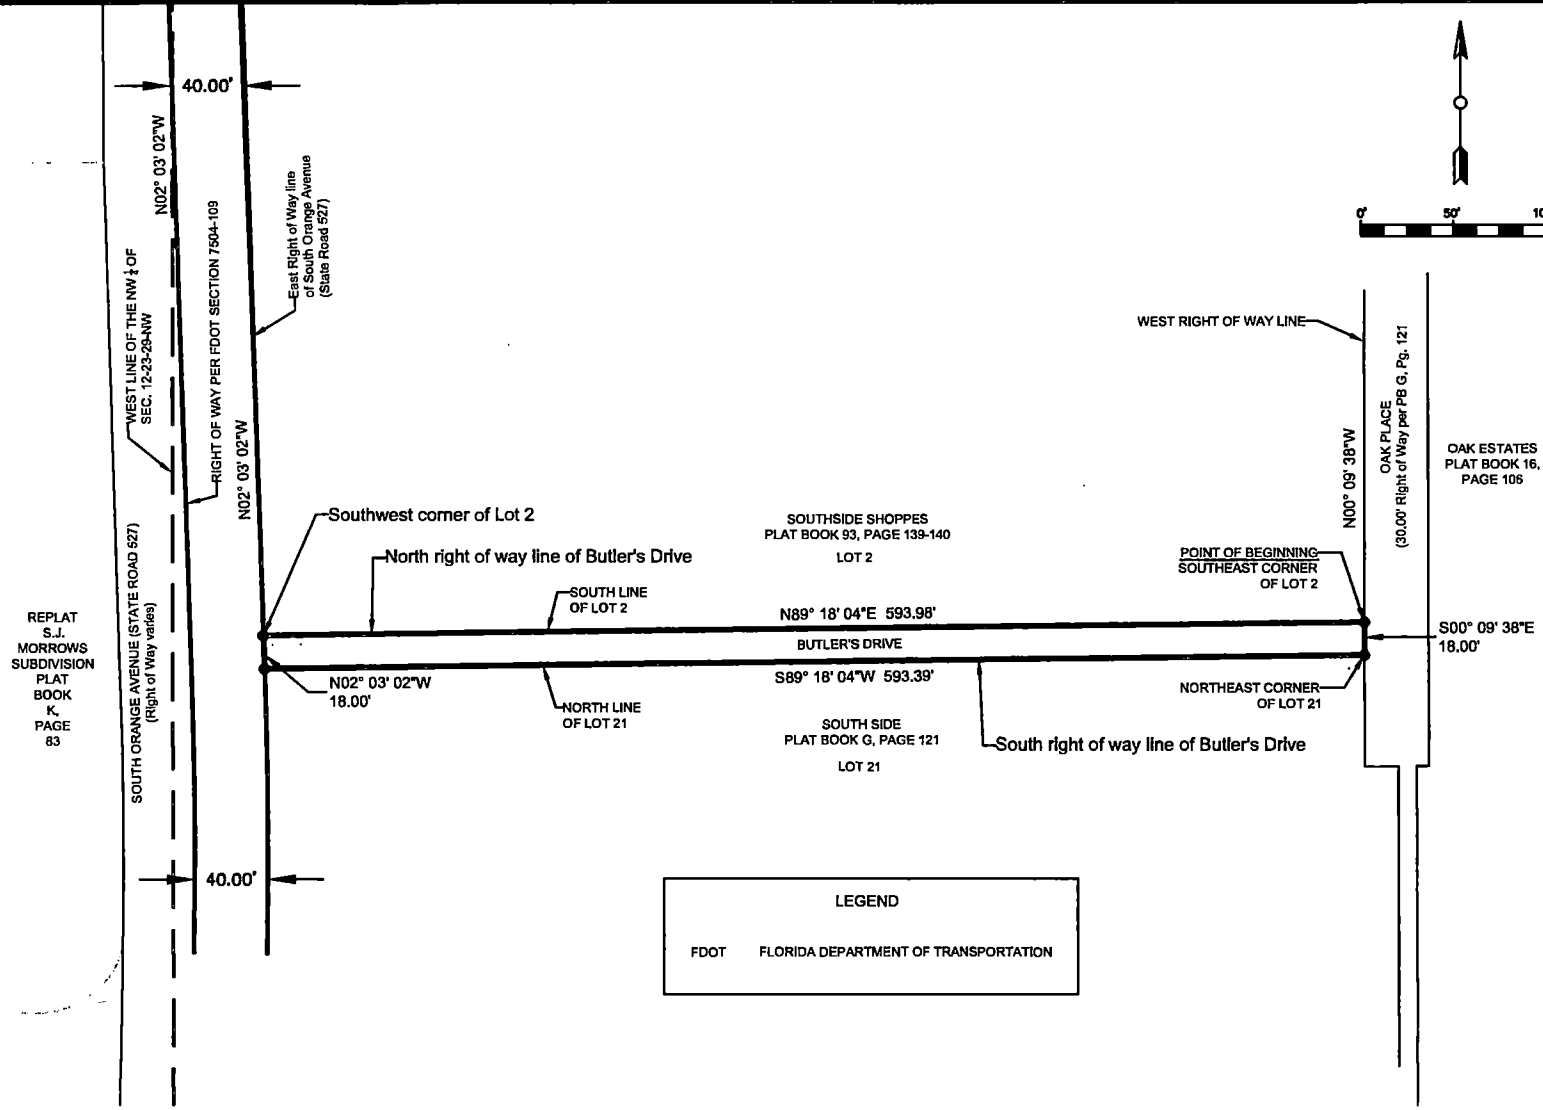 40.00'
N02° 03' 02"W
East Right of Way line
of South Orange Avenue
(State Road 527)
RIGHT OF WAY PER FDOT SECTION 7504-109
WEST LINE OF THE NW ¼ OF
SEC. 12-23-29-NW
N02° 03' 02"W
0'
50'
10
WEST RIGHT OF WAY LINE
OAK PLACE
(30.00' Right of Way per PB G, Pg. 121
N00° 09' 38"W
OAK ESTATES
PLAT BOOK 16,
PAGE 106
Southwest corner of Lot 2
North right of way line of Butler's Drive
SOUTHSIDE SHOPPES
PLAT BOOK 93, PAGE 139-140
LOT 2
POINT OF BEGINNING
SOUTHEAST CORNER
OF LOT 2
SOUTH LINE
OF LOT 2
N89° 18' 04"E 593.98'
BUTLER'S DRIVE
S89° 18' 04"W 593.39'
S00° 09' 38"E
18.00'
REPLAT
S.J.
MORROWS
SUBDIVISION
PLAT
BOOK
K,
PAGE
83
SOUTH ORANGE AVENUE (STATE ROAD 527)
(Right of Way varies)
N02° 03' 02"W
18.00'
NORTH LINE
OF LOT 21
NORTHEAST CORNER
OF LOT 21
SOUTH SIDE
PLAT BOOK G, PAGE 121
LOT 21
South right of way line of Butler's Drive
40.00'
LEGEND
FDOT FLORIDA DEPARTMENT OF TRANSPORTATION